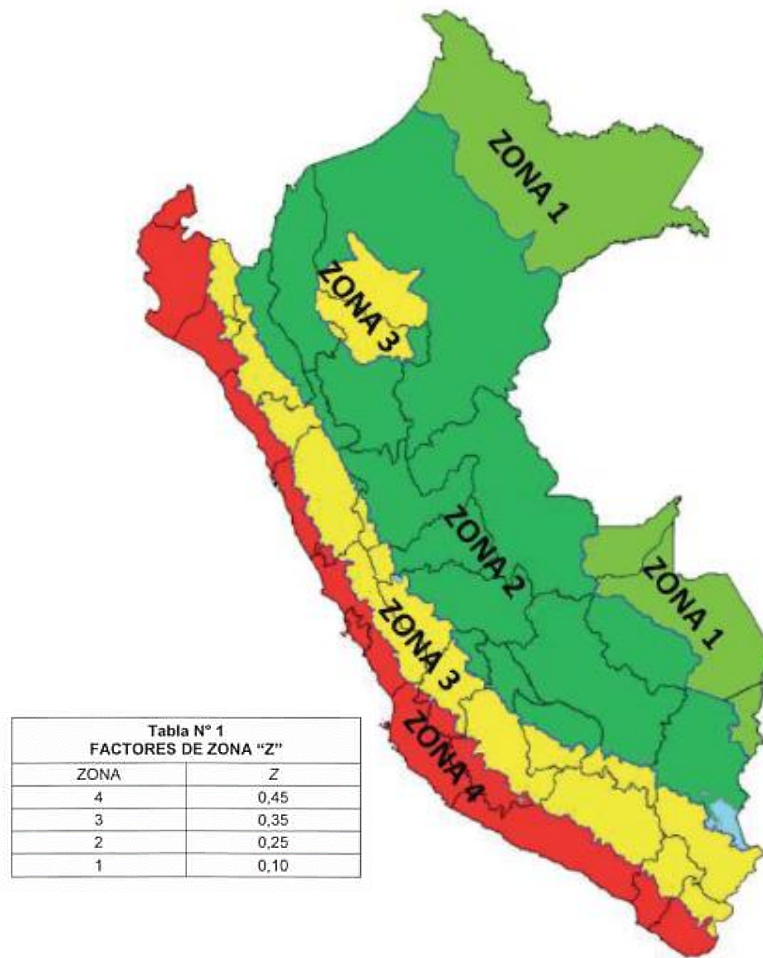 ZONA 1
ZONA 3
ZONA 2
ZONA 1
ZONA 3
ZONA 4
Tabla N° 1
FACTORES DE ZONA "Z"
ZONA Z
4 0,45
3 0,35
2 0,25
1 0,10